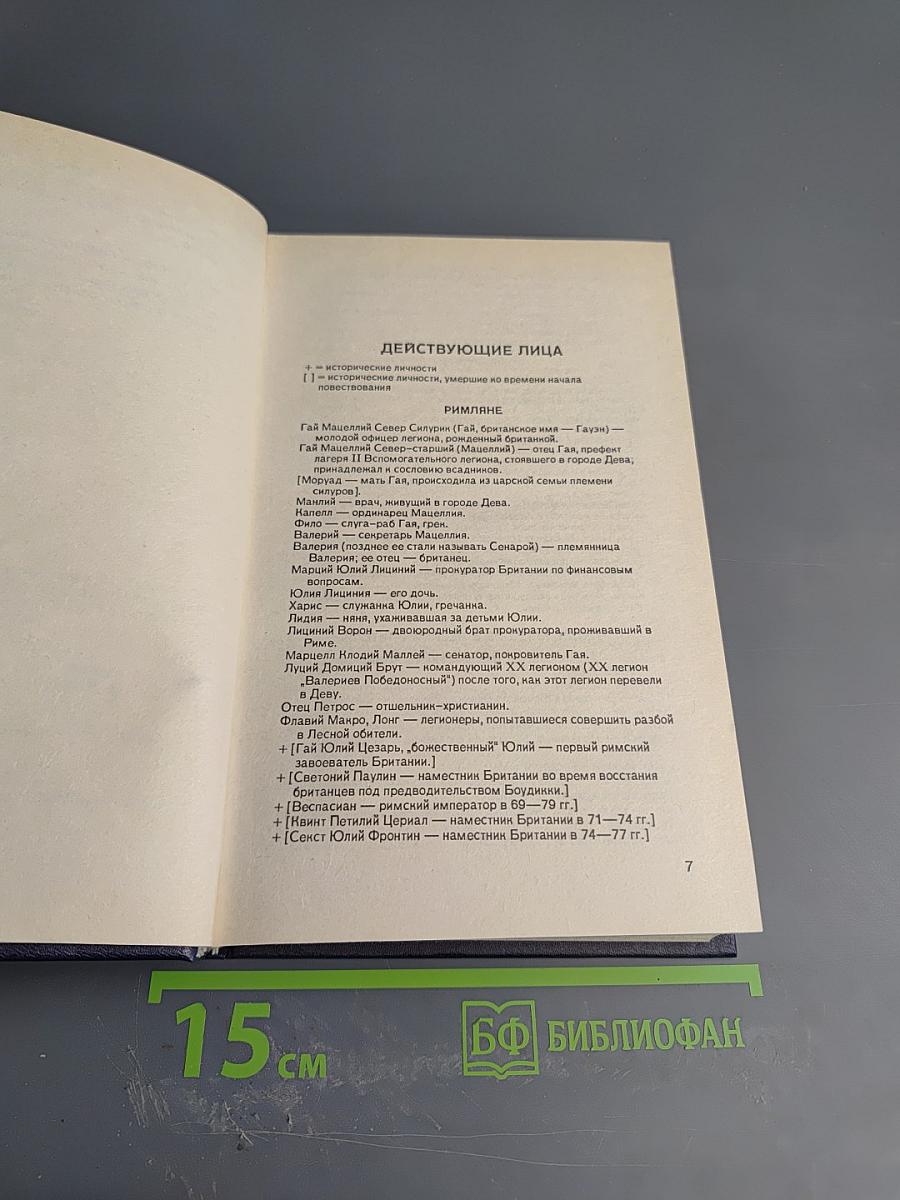 ДЕЙСТВУЮЩИЕ ЛИЦА
+ = исторические личности
[ ] = исторические личности, умершие ко времени начала
повествования
РИМЛЯНЕ
Гай Мацеллий Север Силурик (Гай, британское имя — Гауэн) —
молодой офицер легиона, рожденный британкой.
Гай Мацеллий Север-старший (Мацеллий) — отец Гая, префект
лагеря II Вспомогательного легиона, стоявшего в городе Дева;
принадлежал к сословию всадников.
[Моруад — мать Гая, происходила из царской семьи племени
силуров].
Манлий — врач, живущий в городе Дева.
Капелл — ординарец Мацеллия.
Фило — слуга-раб Гая, грек.
Валерий — секретарь Мацеллия.
Валерия (позднее ее стали называть Сенарой) — племянница
Валерия; ее отец — британец.
Марций Юлий Лициний — прокуратор Британии по финансовым
вопросам.
Юлия Лициния — его дочь.
Харис — служанка Юлии, гречанка.
Лидия — няня, ухаживавшая за детьми Юлии.
Лициний Ворон — двоюродный брат прокуратора, проживавший в
Риме.
Марцелл Клодий Маллей — сенатор, покровитель Гая.
Луций Домиций Брут — командующий XX легионом (XX легион
„Валериев Победоносный") после того, как этот легион перевели
в Деву.
Отец Петрос — отшельник-христианин.
Флавий Макро, Лонг — легионеры, попытавшиеся совершить разбой
в Лесной обители.
+ [Гай Юлий Цезарь, „божественный" Юлий — первый римский
завоеватель Британии.]
+ [Светоний Паулин — наместник Британии во время восстания
британцев под предводительством Боудикки.]
+ [Веспасиан — римский император в 69—79 гг.]
+ [Квинт Петилий Цериал — наместник Британии в 71—74 гг.]
+ [Секст Юлий Фронтин — наместник Британии в 74—77 гг.]
7
15 см
БФ БИБЛИОФАН